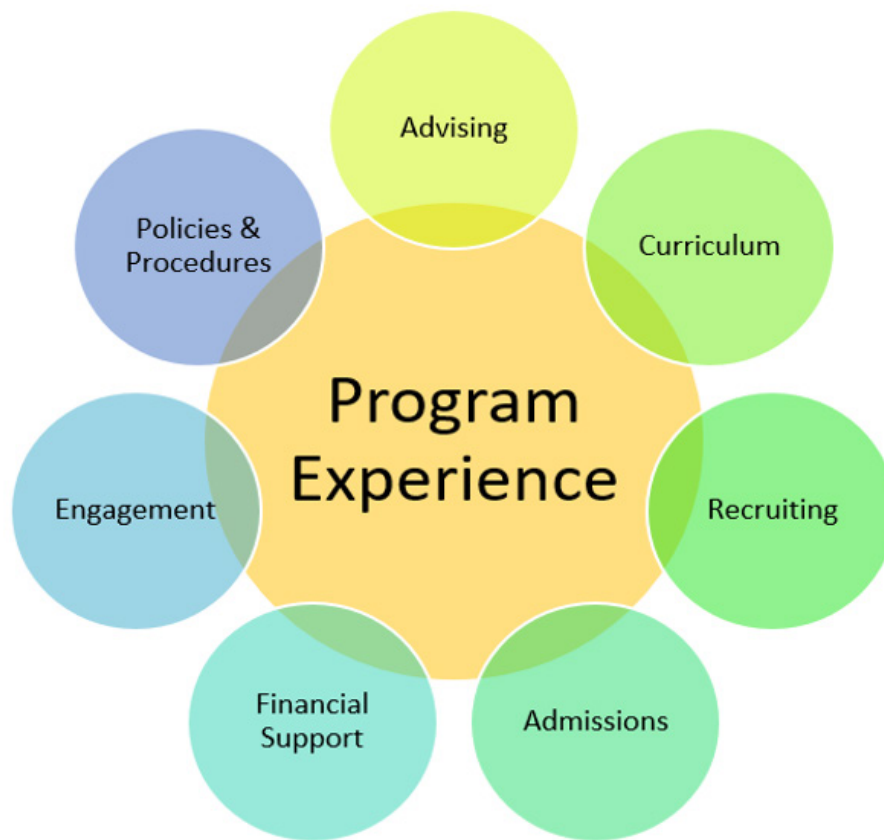 Advising
Policies &
Procedures
Curriculum
Program
Experience
Engagement
Recruiting
Financial
Support
Admissions